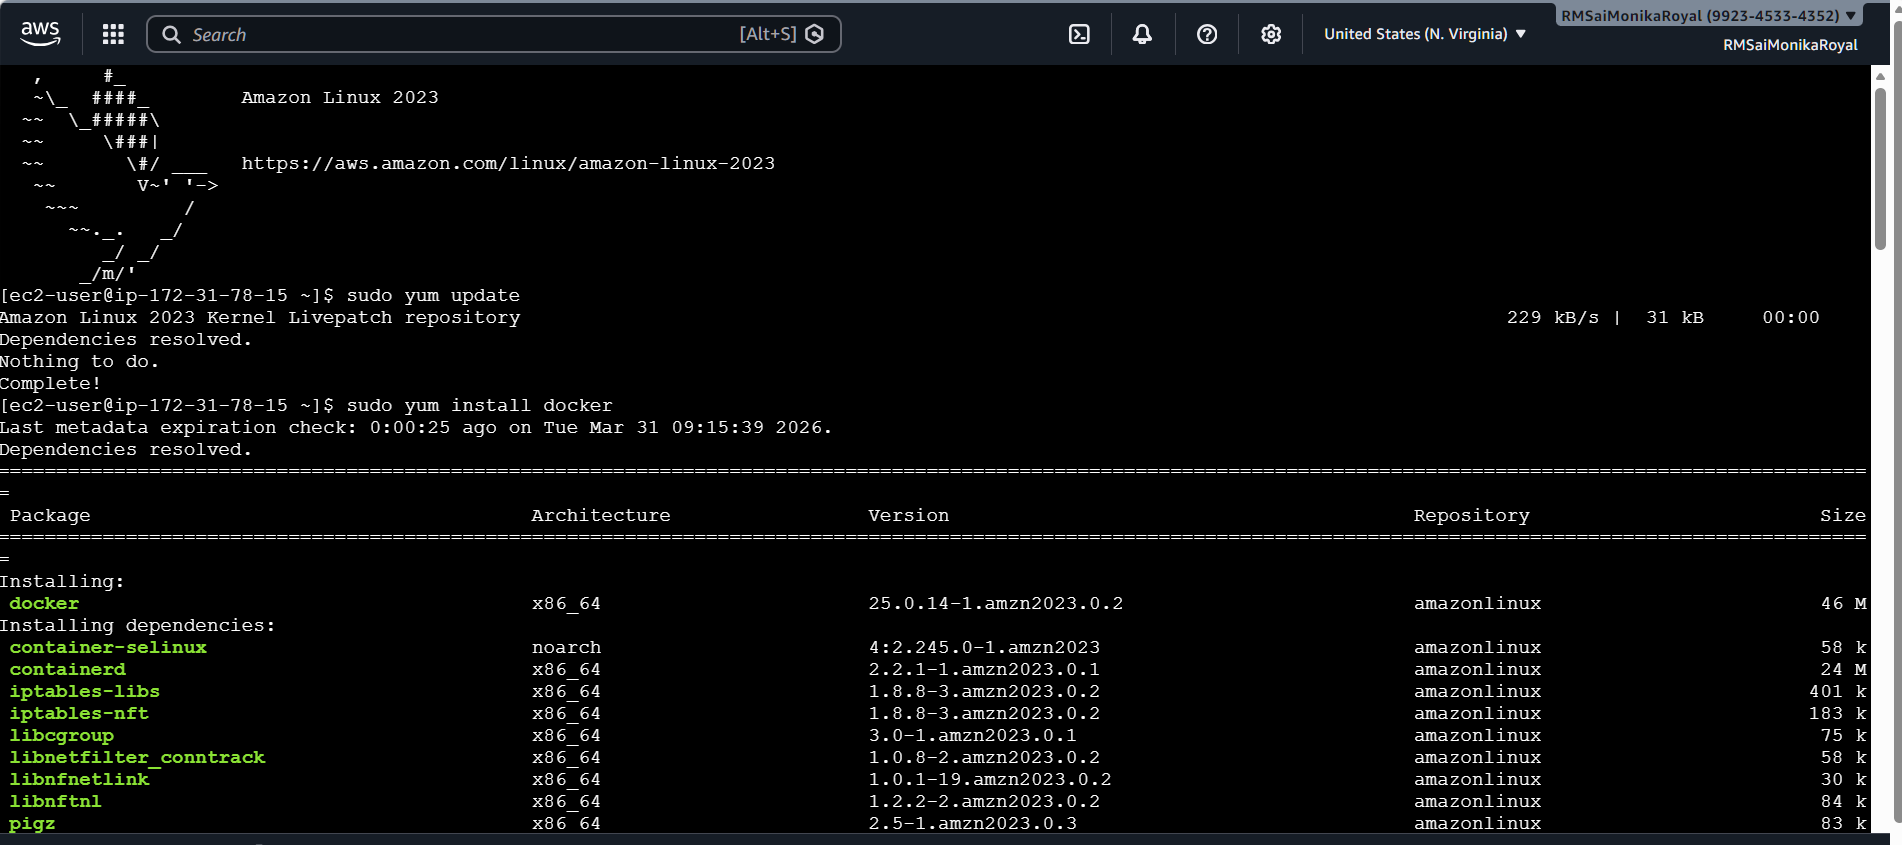 aws
Search [Alt+S]
United States (N. Virginia) ▼
RMSaiMonikaRoyal (9923-4533-4352) ▼
RMSaiMonikaRoyal
   ,     #_
   ~\_  ####_        Amazon Linux 2023
  ~~  \_#####\
  ~~     \###|
  ~~       \#/ ___   https://aws.amazon.com/linux/amazon-linux-2023
   ~~       V~' '->
    ~~~         /
      ~~._.   _/
         _/ _/
       _/m/'
[ec2-user@ip-172-31-78-15 ~]$ sudo yum update
Amazon Linux 2023 Kernel Livepatch repository 229 kB/s | 31 kB 00:00
Dependencies resolved.
Nothing to do.
Complete!
[ec2-user@ip-172-31-78-15 ~]$ sudo yum install docker
Last metadata expiration check: 0:00:25 ago on Tue Mar 31 09:15:39 2026.
Dependencies resolved.
=
Package Architecture Version Repository Size
=
Installing:
docker x86_64 25.0.14-1.amzn2023.0.2 amazonlinux 46 M
Installing dependencies:
container-selinux noarch 4:2.245.0-1.amzn2023 amazonlinux 58 k
containerd x86_64 2.2.1-1.amzn2023.0.1 amazonlinux 24 M
iptables-libs x86_64 1.8.8-3.amzn2023.0.2 amazonlinux 401 k
iptables-nft x86_64 1.8.8-3.amzn2023.0.2 amazonlinux 183 k
libcgroup x86_64 3.0-1.amzn2023.0.1 amazonlinux 75 k
libnetfilter_conntrack x86_64 1.0.8-2.amzn2023.0.2 amazonlinux 58 k
libnfnetlink x86_64 1.0.1-19.amzn2023.0.2 amazonlinux 30 k
libnftnl x86_64 1.2.2-2.amzn2023.0.2 amazonlinux 84 k
pigz x86_64 2.5-1.amzn2023.0.3 amazonlinux 83 k